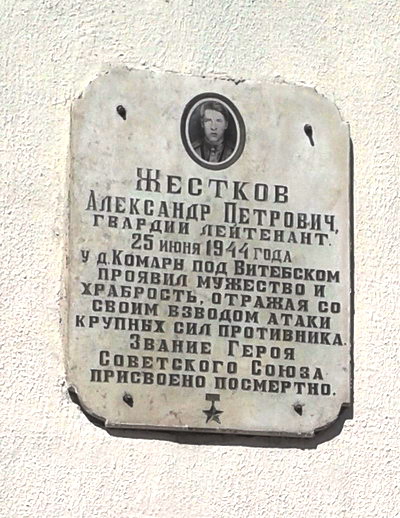 ЖЕСТКОВ
АЛЕКСАНДР ПЕТРОВИЧ,
ГВАРДИИ ЛЕЙТЕНАНТ.
25 ИЮНЯ 1944 ГОДА
У Д. КОМАРЫ ПОД ВИТЕБСКОМ
ПРОЯВИЛ МУЖЕСТВО И
ХРАБРОСТЬ, ОТРАЖАЯ СО
СВОИМ ВЗВОДОМ АТАКИ
КРУПНЫХ СИЛ ПРОТИВНИКА.
ЗВАНИЕ ГЕРОЯ
СОВЕТСКОГО СОЮЗА
ПРИСВОЕНО ПОСМЕРТНО.